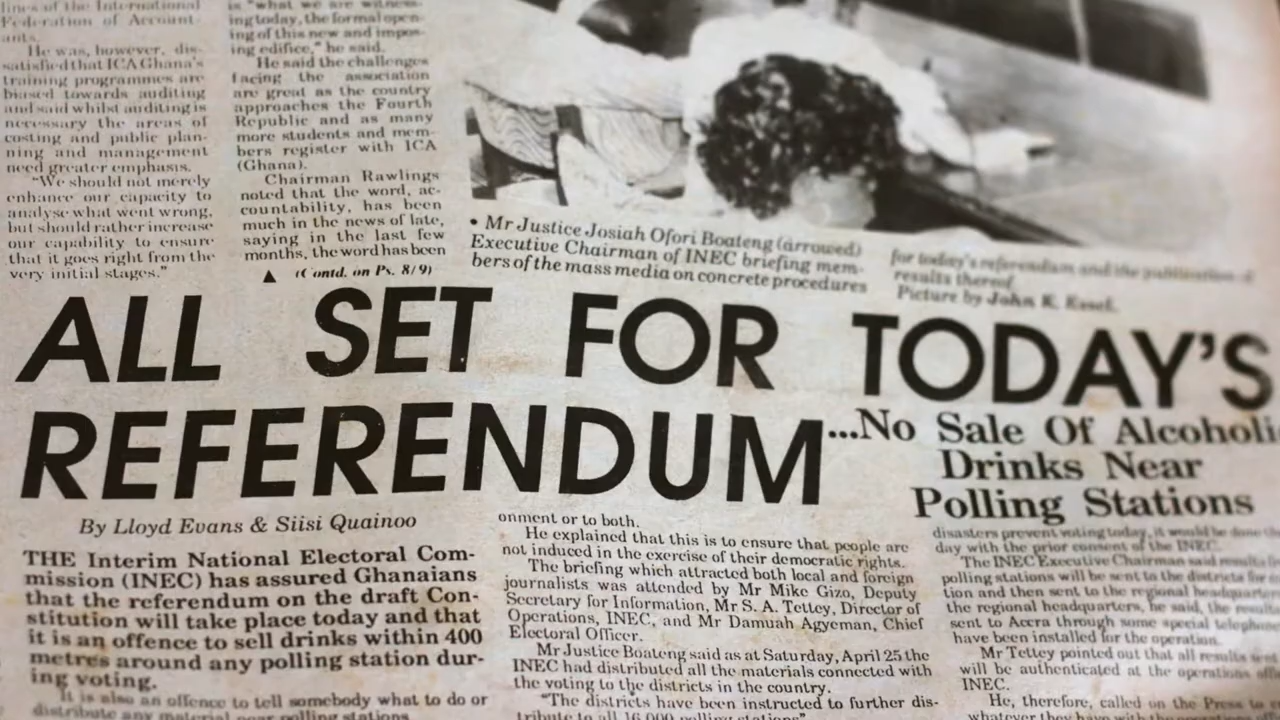 lines of the International
Federation of Account-
ants.
He was, however, dis-
satisfied that ICA Ghana's
training programmes are
biased towards auditing
and said whilst auditing is
necessary the areas of
costing and public plan-
ning and management
need greater emphasis.
"We should not merely
enhance our capacity to
analyse what went wrong,
but should rather increase
our capability to ensure
that it goes right from the
very initial stages."
is "what we are witness-
ing today, the formal open-
ing of this new and impos-
ing edifice," he said.
He said the challenges
facing the association
are great as the country
approaches the Fourth
Republic and as many
more students and mem-
bers register with ICA
(Ghana).
Chairman Rawlings
noted that the word, ac-
countability, has been
much in the news of late,
saying in the last few
months, the word has been
▲ (Contd. on Ps. 8/9)
• Mr Justice Josiah Ofori Boateng (arrowed)
Executive Chairman of INEC briefing mem-
bers of the mass media on concrete procedures
for today's referendum and the publication of
results thereof.
Picture by John K. Essel.
ALL SET FOR TODAY'S
REFERENDUM
...No Sale Of Alcoholi
Drinks Near
Polling Stations
By Lloyd Evans & Siisi Quainoo
THE Interim National Electoral Com-
mission (INEC) has assured Ghanaians
that the referendum on the draft Con-
stitution will take place today and that
it is an offence to sell drinks within 400
metres around any polling station dur-
ing voting.
It is also an offence to tell somebody what to do or
distribute any material near polling stations
onment or to both.
He explained that this is to ensure that people are
not induced in the exercise of their democratic rights.
The briefing which attracted both local and foreign
journalists was attended by Mr Mike Gizo, Deputy
Secretary for Information, Mr S. A. Tettey, Director of
Operations, INEC, and Mr Damuah Agyeman, Chief
Electoral Officer.
Mr Justice Boateng said as at Saturday, April 25 the
INEC had distributed all the materials connected with
the voting to the districts in the country.
"The districts have been instructed to further dis-
tribute to all 16,000 polling stations"
disasters prevent voting today, it would be done
day with the prior consent of the INEC.
The INEC Executive Chairman said results
polling stations will be sent to the districts for
tion and then sent to the regional headquarter
the regional headquarters, he said, the results
sent to Accra through some special telephone
have been installed for the operation.
Mr Tettey pointed out that all results sent
will be authenticated at the operations offi
INEC.
He, therefore, called on the Press to
whatever they have with